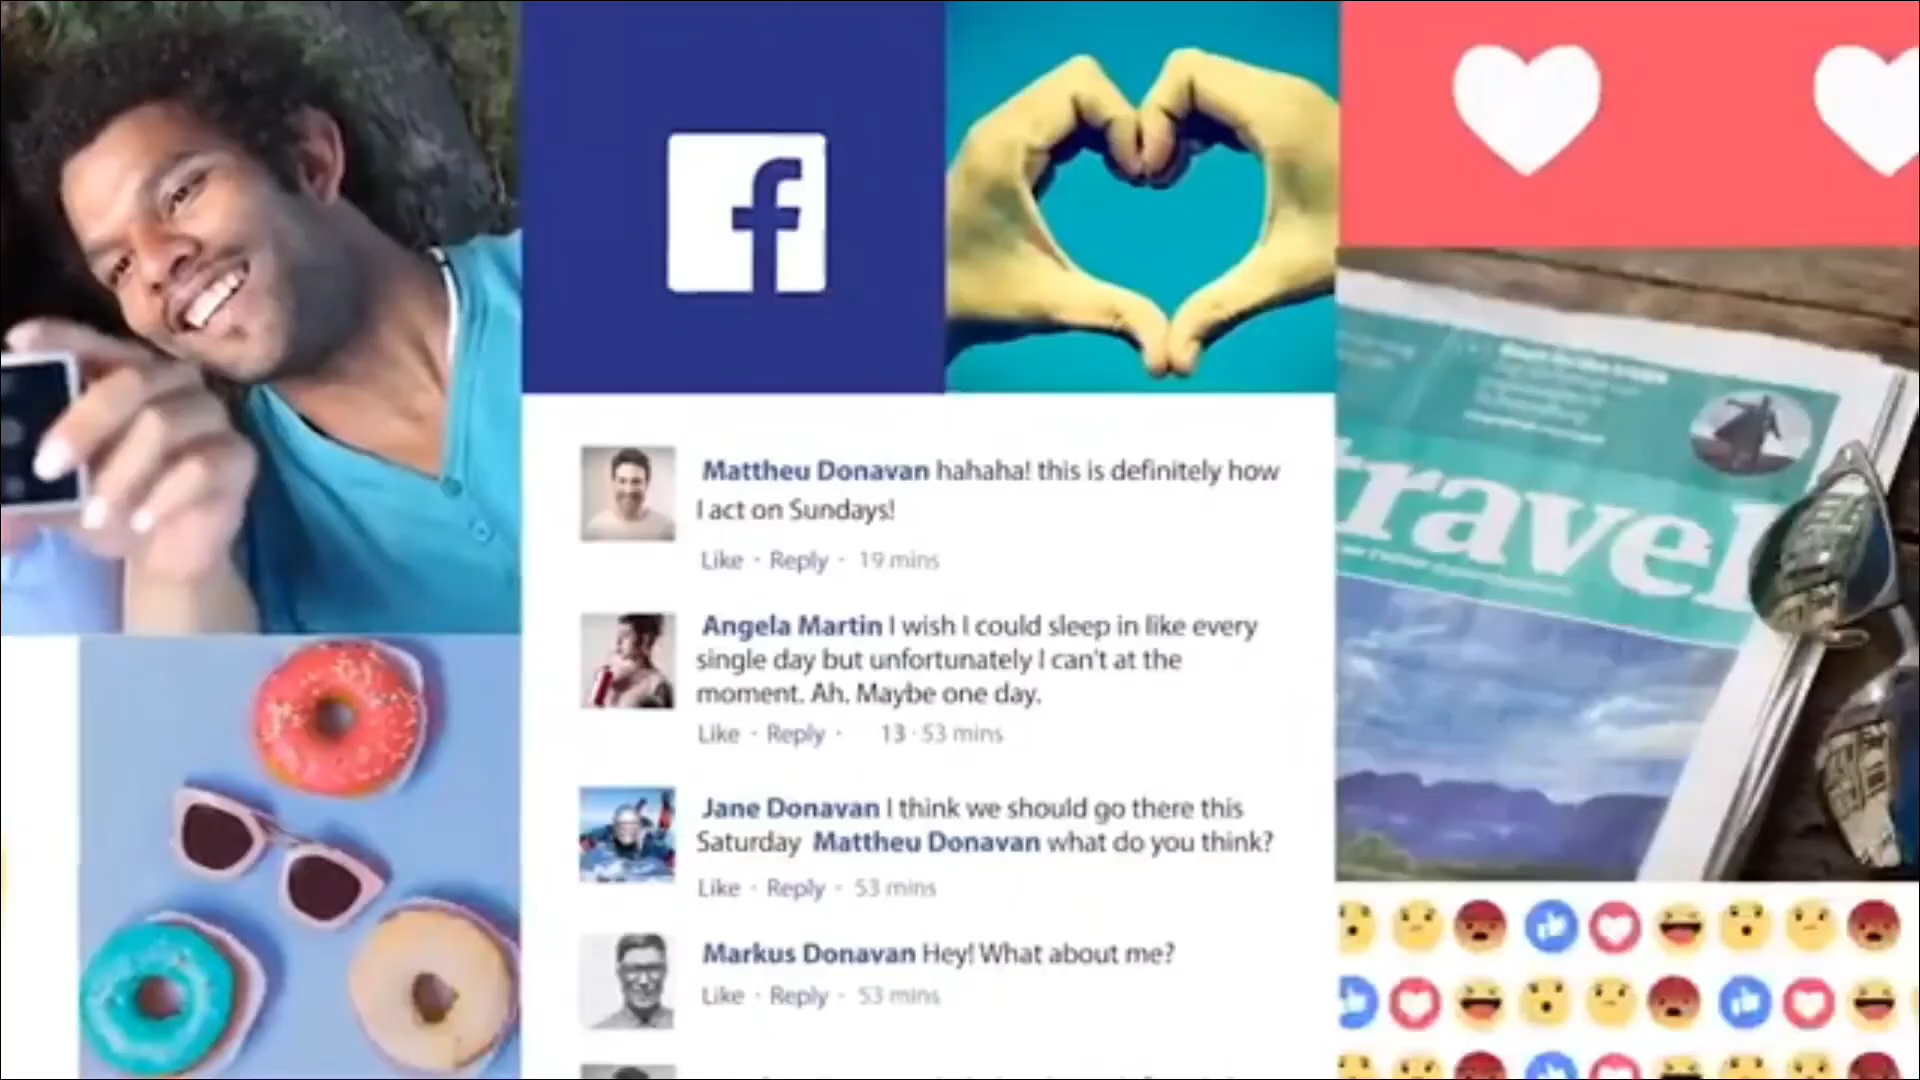 f
Mattheu Donavan hahaha! this is definitely how
I act on Sundays!
Like · Reply · 19 mins
Angela Martin I wish I could sleep in like every
single day but unfortunately I can't at the
moment. Ah. Maybe one day.
Like · Reply · 13 · 53 mins
Jane Donavan I think we should go there this
Saturday Mattheu Donavan what do you think?
Like · Reply · 53 mins
Markus Donavan Hey! What about me?
Like · Reply · 53 mins
travel